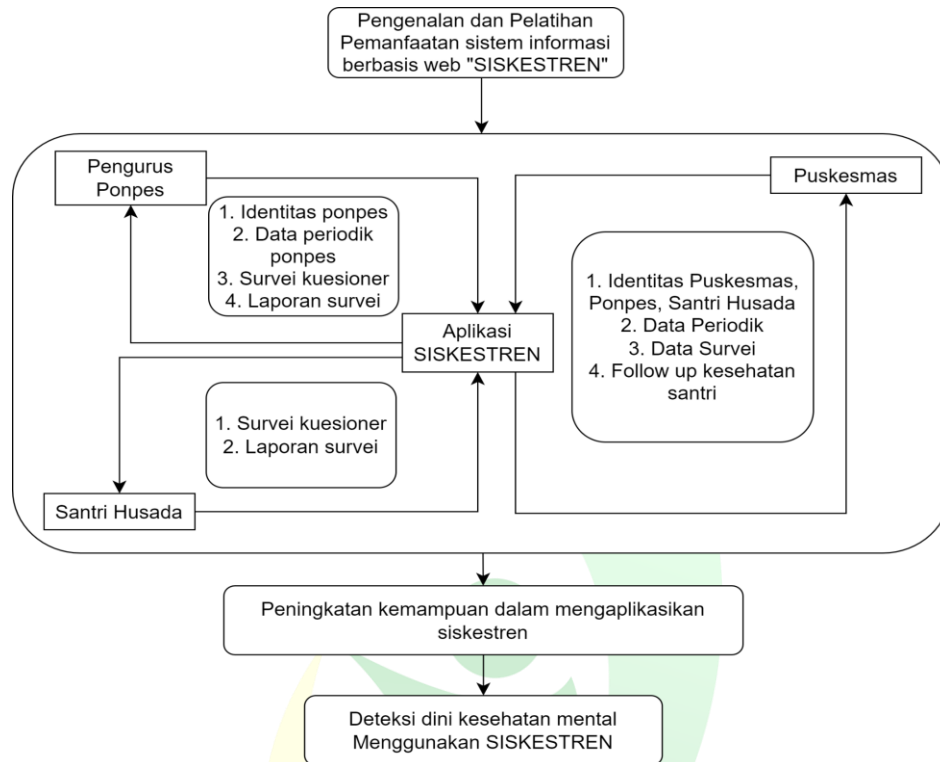 Pengenalan dan Pelatihan
Pemanfaatan sistem informasi
berbasis web "SISKESTREN"
Pengurus
Ponpes
1. Identitas ponpes
2. Data periodik
ponpes
3. Survei kuesioner
4. Laporan survei
Puskesmas
1. Identitas Puskesmas,
Ponpes, Santri Husada
2. Data Periodik
3. Data Survei
4. Follow up kesehatan
santri
Aplikasi
SISKESTREN
1. Survei kuesioner
2. Laporan survei
Santri Husada
Peningkatan kemampuan dalam mengaplikasikan
siskestren
Deteksi dini kesehatan mental
Menggunakan SISKESTREN